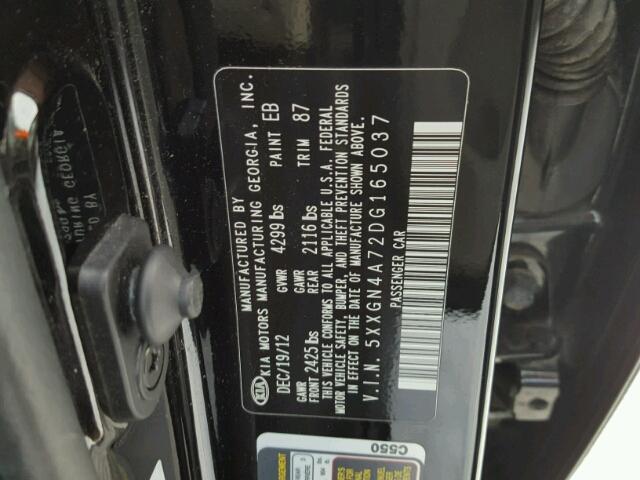 MANUFACTURED BY
KIA KIA MOTORS MANUFACTURING GEORGIA, INC.
DEC/19/12 GVWR 4299 lbs PAINT EB
GAWR FRONT 2425 lbs GAWR REAR 2116 lbs TRIM 87
THIS VEHICLE CONFORMS TO ALL APPLICABLE U.S.A. FEDERAL
MOTOR VEHICLE SAFETY, BUMPER, AND THEFT PREVENTION STANDARDS
IN EFFECT ON THE DATE OF MANUFACTURE SHOWN ABOVE.
V.I.N. 5XXGN4A72DG165037
PASSENGER CAR
C550